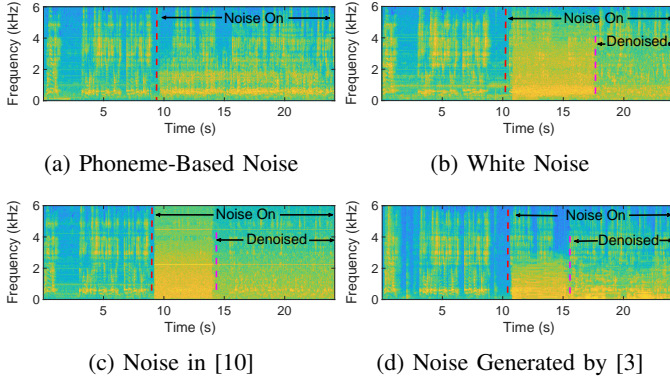 Frequency (kHz)
6
4
2
0
Noise On
5 10 15 20
Time (s)
(a) Phoneme-Based Noise
Frequency (kHz)
6
4
2
0
Noise On
Denoised
5 10 15 20
Time (s)
(b) White Noise
Frequency (kHz)
6
4
2
0
Noise On
Denoised
5 10 15 20
Time (s)
(c) Noise in [10]
Frequency (kHz)
6
4
2
0
Noise On
Denoised
5 10 15 20
Time (s)
(d) Noise Generated by [3]